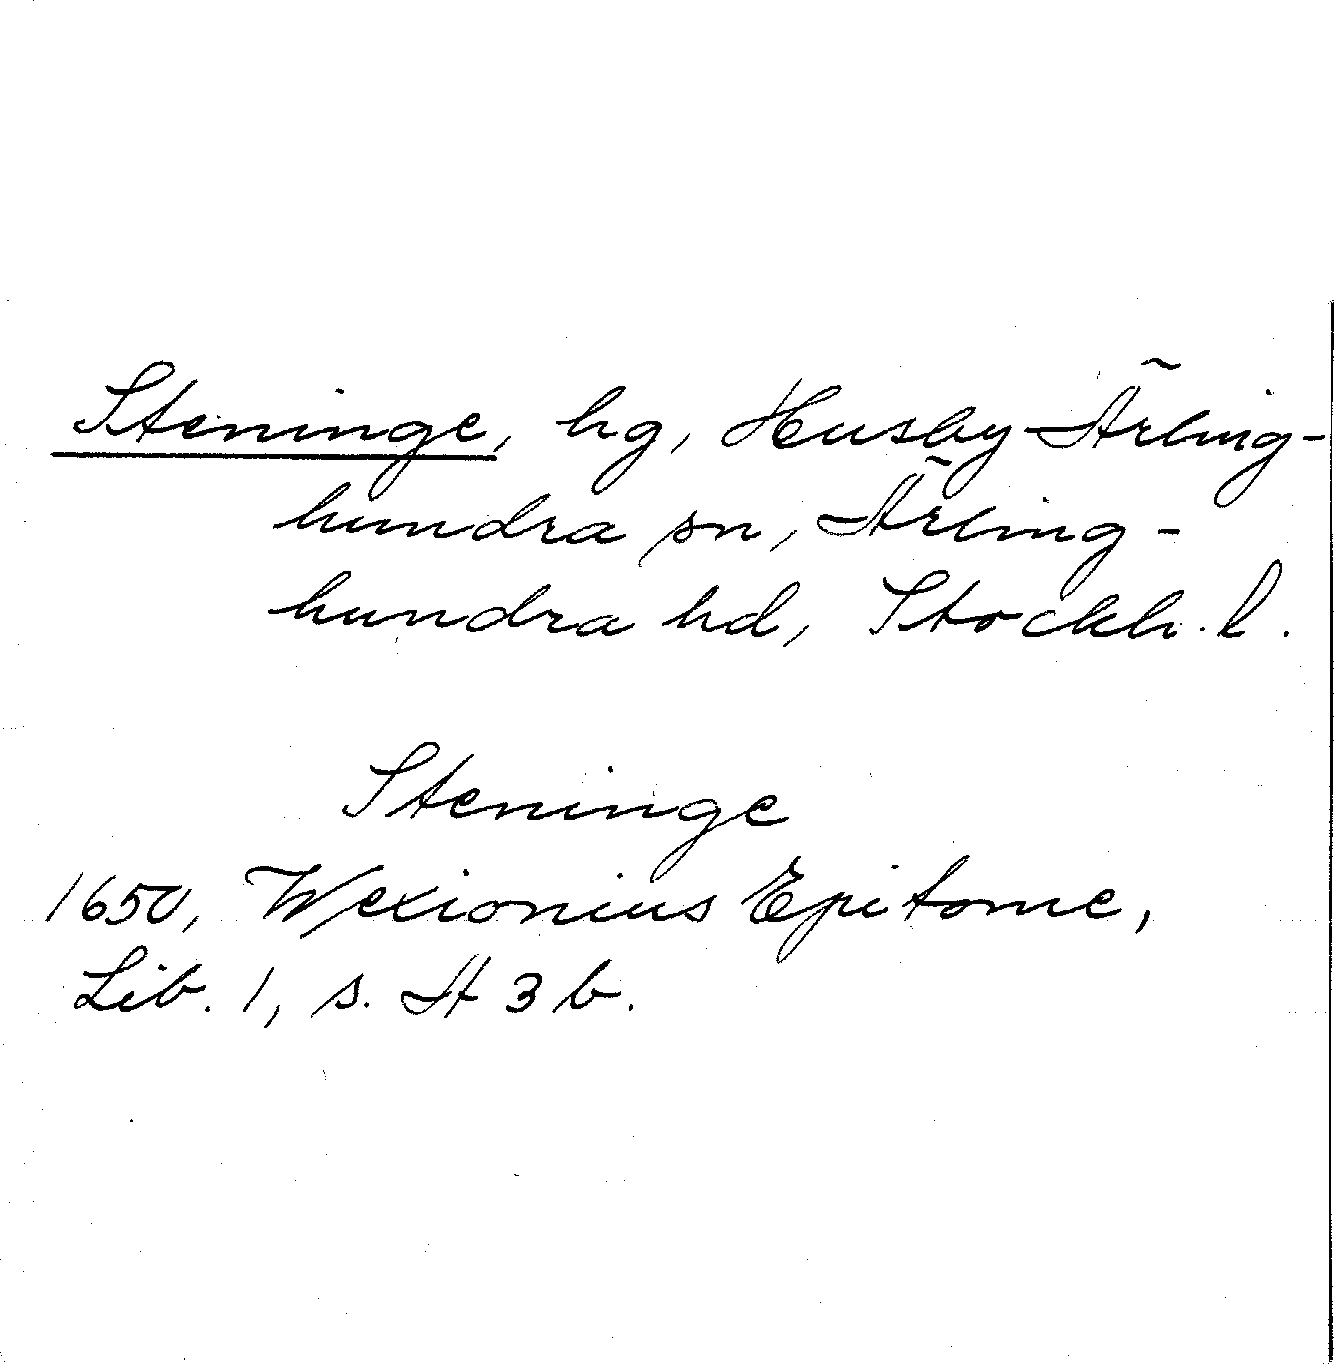 Steninge, hg, Husby-Ärling-
hundra sn, Ärling-
hundra hd, Stockh. l.
Steninge
1650, Wexionius Epitome,
Lib. 1, s. H 3 b.